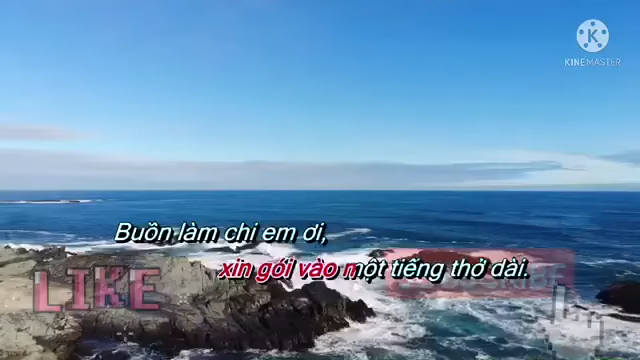 KINEMASTER
Buồn làm chi em ơi,
xin gói vào một tiếng thở dài.
LIKE